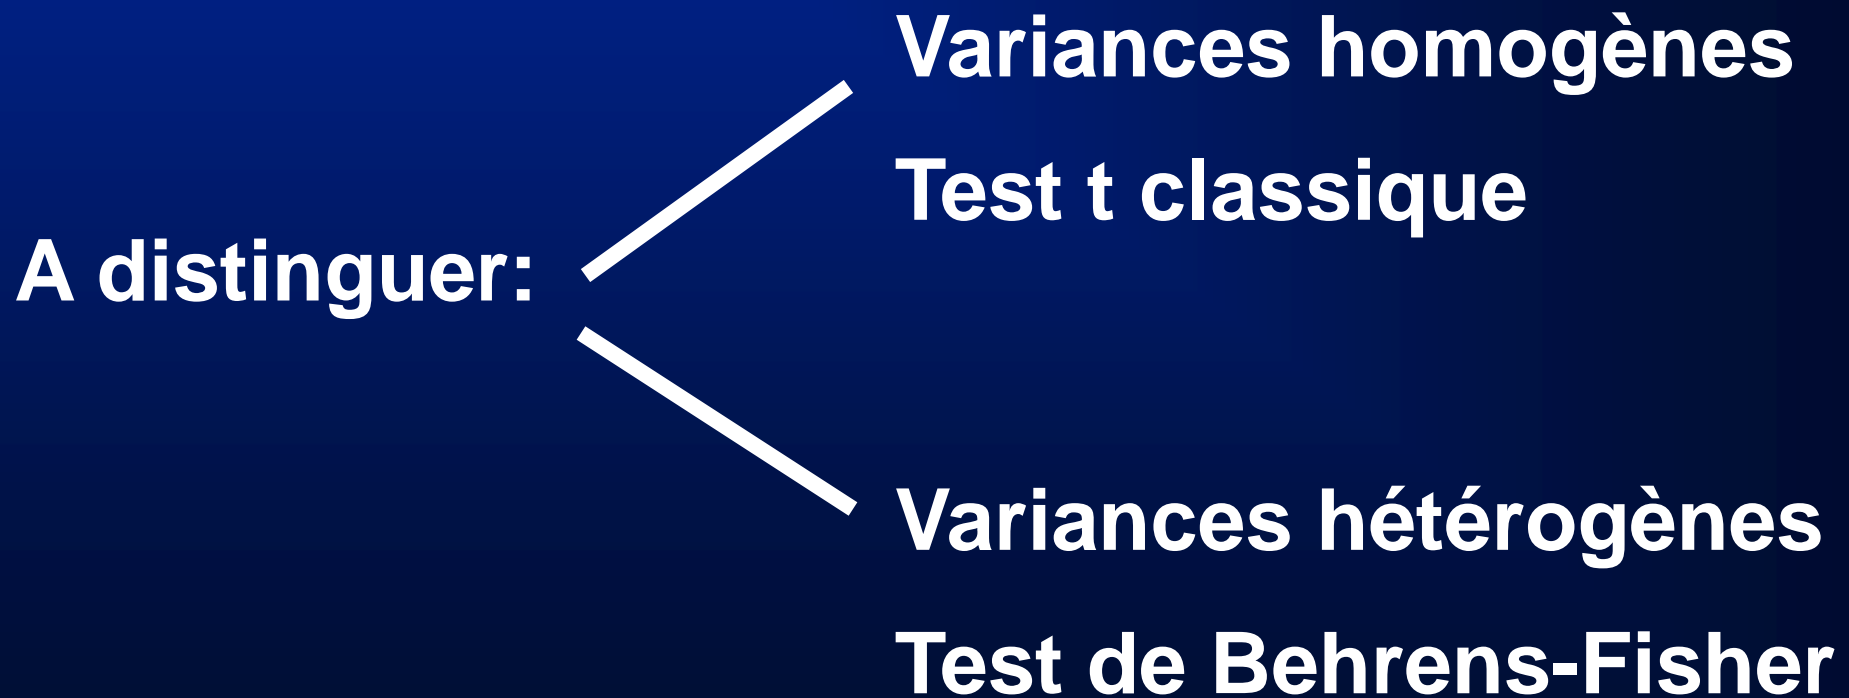 Variances homogènes
Test t classique
A distinguer:
Variances hétérogènes
Test de Behrens-Fisher